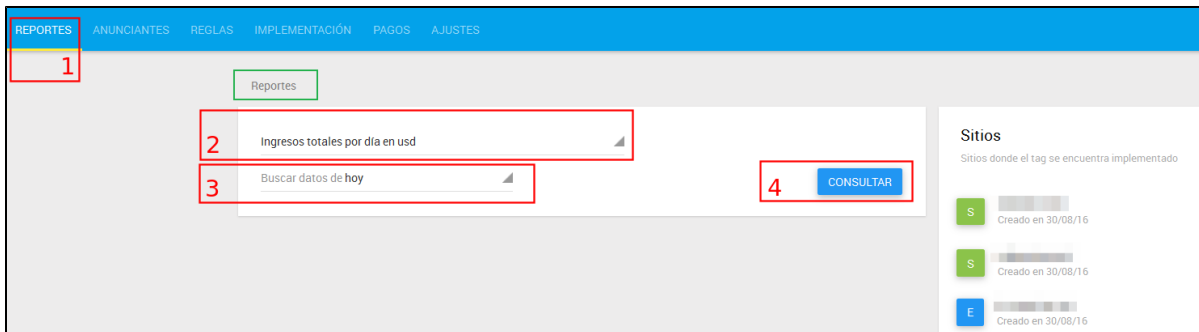 REPORTES ANUNCIANTES REGLAS IMPLEMENTACIÓN PAGOS AJUSTES
1
Reportes
2 Ingresos totales por día en usd
3 Buscar datos de hoy
4 CONSULTAR
Sitios
Sitios donde el tag se encuentra implementado
S
Creado en 30/08/16
S
Creado en 30/08/16
E
Creado en 30/08/16